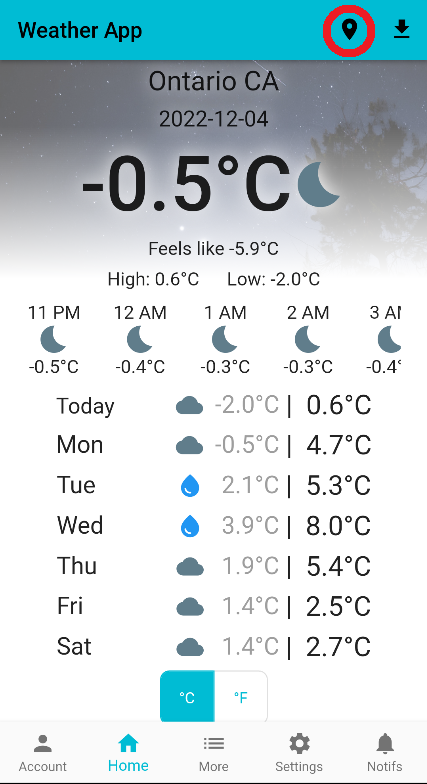 Weather App
Ontario CA
2022-12-04
-0.5°C
Feels like -5.9°C
High: 0.6°C Low: -2.0°C
11 PM 12 AM 1 AM 2 AM 3 AM
-0.5°C -0.4°C -0.3°C -0.3°C -0.4°
Today -2.0°C | 0.6°C
Mon -0.5°C | 4.7°C
Tue 2.1°C | 5.3°C
Wed 3.9°C | 8.0°C
Thu 1.9°C | 5.4°C
Fri 1.4°C | 2.5°C
Sat 1.4°C | 2.7°C
°C °F
Account Home More Settings Notifs